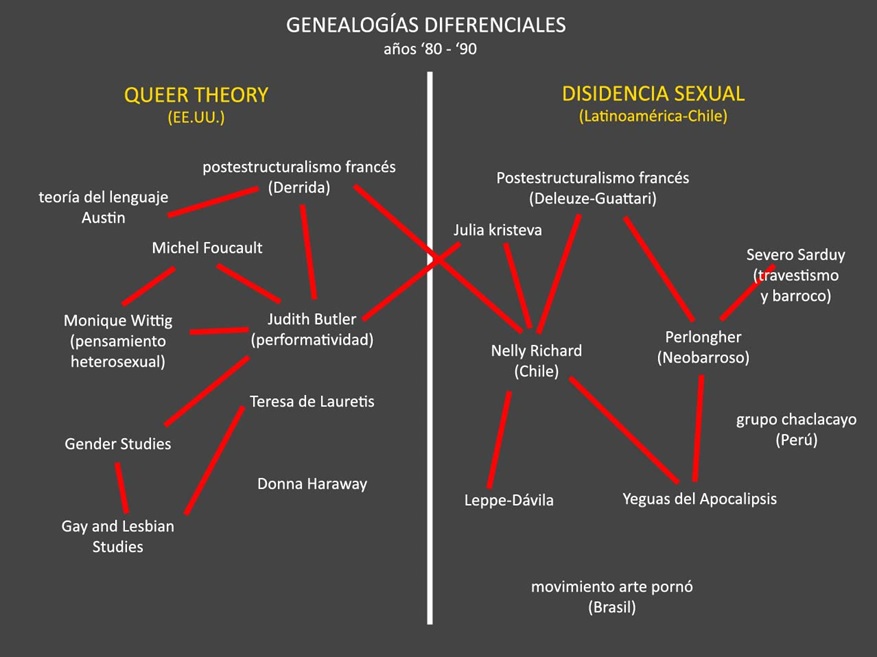 GENEALOGÍAS DIFERENCIALES
años ‘80 - ‘90
QUEER THEORY
(EE.UU.)
postestructuralismo francés
(Derrida)
teoría del lenguaje
Austin
Michel Foucault
Monique Wittig
(pensamiento
heterosexual)
Judith Butler
(performatividad)
Teresa de Lauretis
Gender Studies
Donna Haraway
Gay and Lesbian
Studies
DISIDENCIA SEXUAL
(Latinoamérica-Chile)
Postestructuralismo francés
(Deleuze-Guattari)
Julia kristeva
Severo Sarduy
(travestismo
y barroco)
Nelly Richard
(Chile)
Perlongher
(Neobarroso)
grupo chaclacayo
(Perú)
Leppe-Dávila
Yeguas del Apocalipsis
movimiento arte pornó
(Brasil)